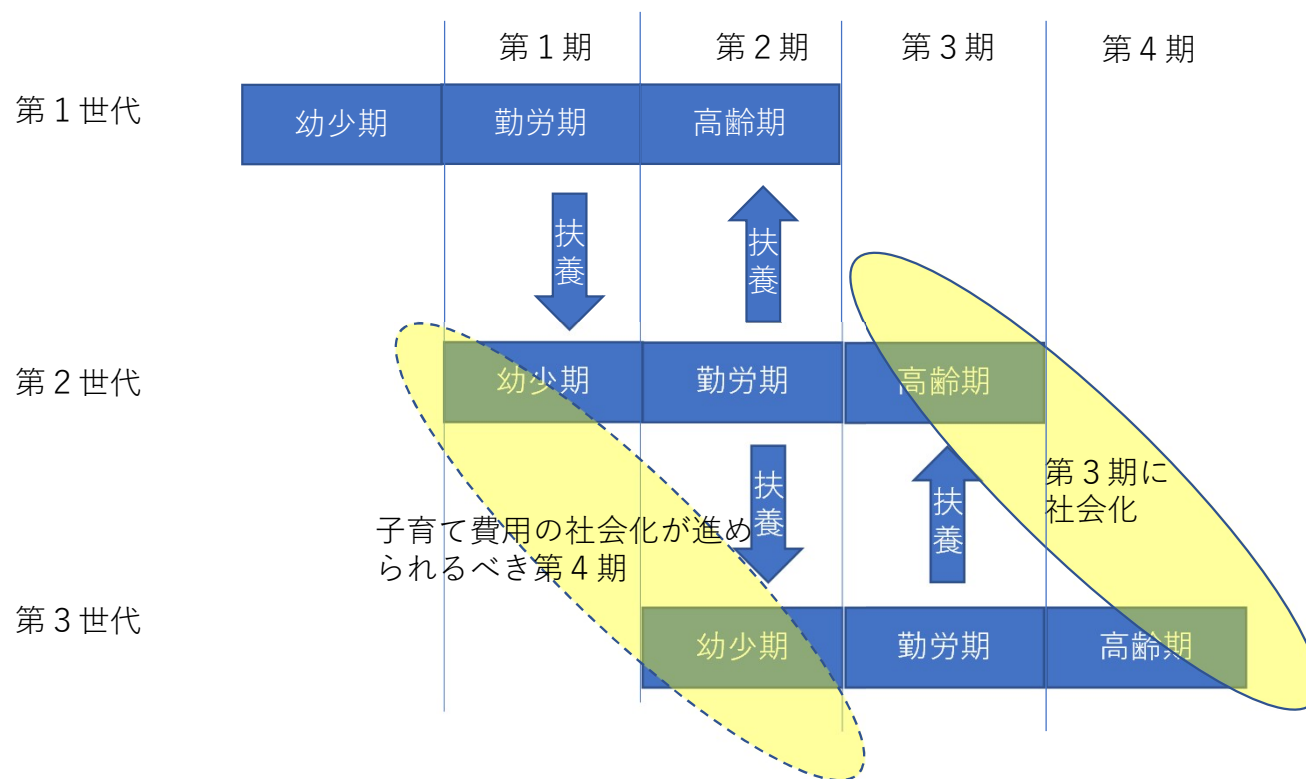 第１期
第２期
第３期
第４期
第１世代
幼少期
勤労期
高齢期
扶養
扶養
第２世代
幼少期
勤労期
高齢期
扶養
扶養
第３期に
社会化
子育て費用の社会化が進め
られるべき第４期
第３世代
幼少期
勤労期
高齢期